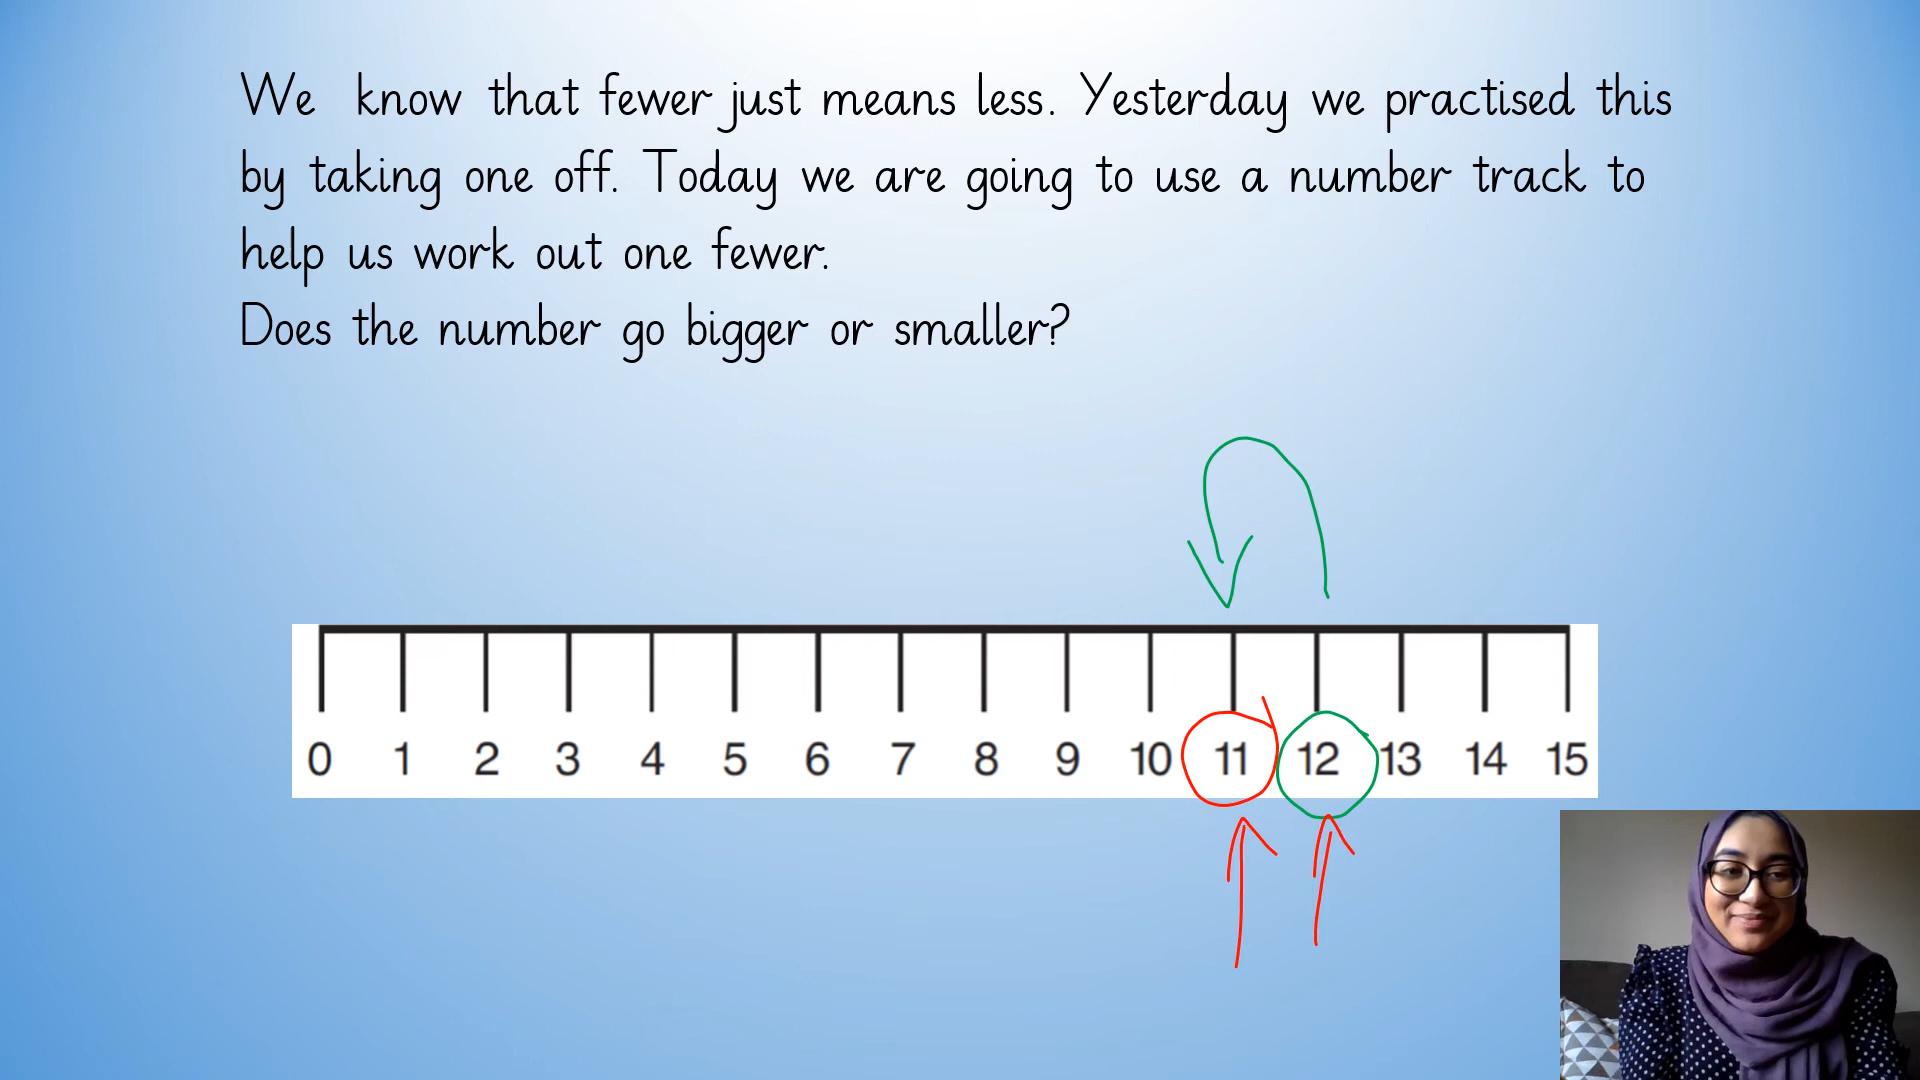 We know that fewer just means less. Yesterday we practised this
by taking one off. Today we are going to use a number track to
help us work out one fewer.
Does the number go bigger or smaller?
0 1 2 3 4 5 6 7 8 9 10 11 12 13 14 15